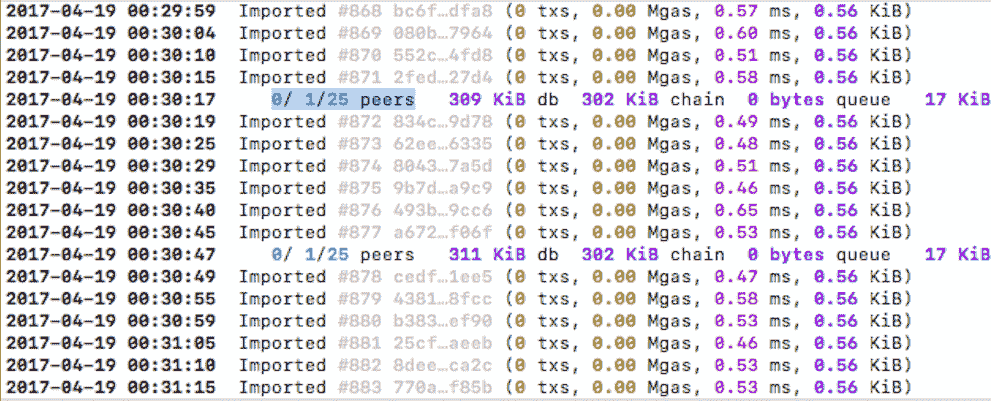 2017-04-19 00:29:59 Imported #868 bc6f…dfa8 (0 txs, 0.00 Mgas, 0.57 ms, 0.56 KiB)
2017-04-19 00:30:04 Imported #869 080b…7964 (0 txs, 0.00 Mgas, 0.60 ms, 0.56 KiB)
2017-04-19 00:30:10 Imported #870 552c…4fd8 (0 txs, 0.00 Mgas, 0.51 ms, 0.56 KiB)
2017-04-19 00:30:15 Imported #871 2fed…27d4 (0 txs, 0.00 Mgas, 0.58 ms, 0.56 KiB)
2017-04-19 00:30:17 0/ 1/25 peers 309 KiB db 302 KiB chain 0 bytes queue 17 KiB
2017-04-19 00:30:19 Imported #872 834c…9d78 (0 txs, 0.00 Mgas, 0.49 ms, 0.56 KiB)
2017-04-19 00:30:25 Imported #873 62ee…6335 (0 txs, 0.00 Mgas, 0.48 ms, 0.56 KiB)
2017-04-19 00:30:29 Imported #874 8043…7a5d (0 txs, 0.00 Mgas, 0.51 ms, 0.56 KiB)
2017-04-19 00:30:35 Imported #875 9b7d…a9c9 (0 txs, 0.00 Mgas, 0.46 ms, 0.56 KiB)
2017-04-19 00:30:40 Imported #876 493b…9cc6 (0 txs, 0.00 Mgas, 0.65 ms, 0.56 KiB)
2017-04-19 00:30:45 Imported #877 a672…f06f (0 txs, 0.00 Mgas, 0.53 ms, 0.56 KiB)
2017-04-19 00:30:47 0/ 1/25 peers 311 KiB db 302 KiB chain 0 bytes queue 17 KiB
2017-04-19 00:30:49 Imported #878 cedf…1ee5 (0 txs, 0.00 Mgas, 0.47 ms, 0.56 KiB)
2017-04-19 00:30:55 Imported #879 4381…8fcc (0 txs, 0.00 Mgas, 0.58 ms, 0.56 KiB)
2017-04-19 00:30:59 Imported #880 b383…ef90 (0 txs, 0.00 Mgas, 0.53 ms, 0.56 KiB)
2017-04-19 00:31:05 Imported #881 25cf…aeeb (0 txs, 0.00 Mgas, 0.46 ms, 0.56 KiB)
2017-04-19 00:31:10 Imported #882 8dee…ca2c (0 txs, 0.00 Mgas, 0.53 ms, 0.56 KiB)
2017-04-19 00:31:15 Imported #883 770a…f85b (0 txs, 0.00 Mgas, 0.53 ms, 0.56 KiB)